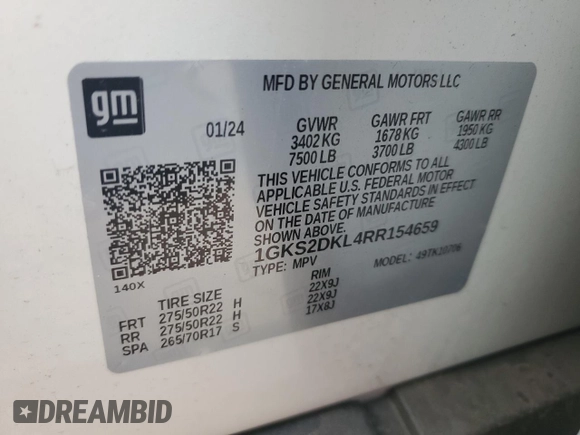 gm
MFD BY GENERAL MOTORS LLC
01/24
GVWR GAWR FRT GAWR RR
3402 KG 1678 KG 1950 KG
7500 LB 3700 LB 4300 LB
THIS VEHICLE CONFORMS TO ALL
APPLICABLE U.S. FEDERAL MOTOR
VEHICLE SAFETY STANDARDS IN EFFECT
ON THE DATE OF MANUFACTURE
SHOWN ABOVE.
1GKS2DKL4RR154659
TYPE: MPV MODEL: 49TK10706
140X
TIRE SIZE RIM
FRT 275/50R22 H 22X9J
RR 275/50R22 H 22X9J
SPA 265/70R17 S 17X8J
DREAMBID